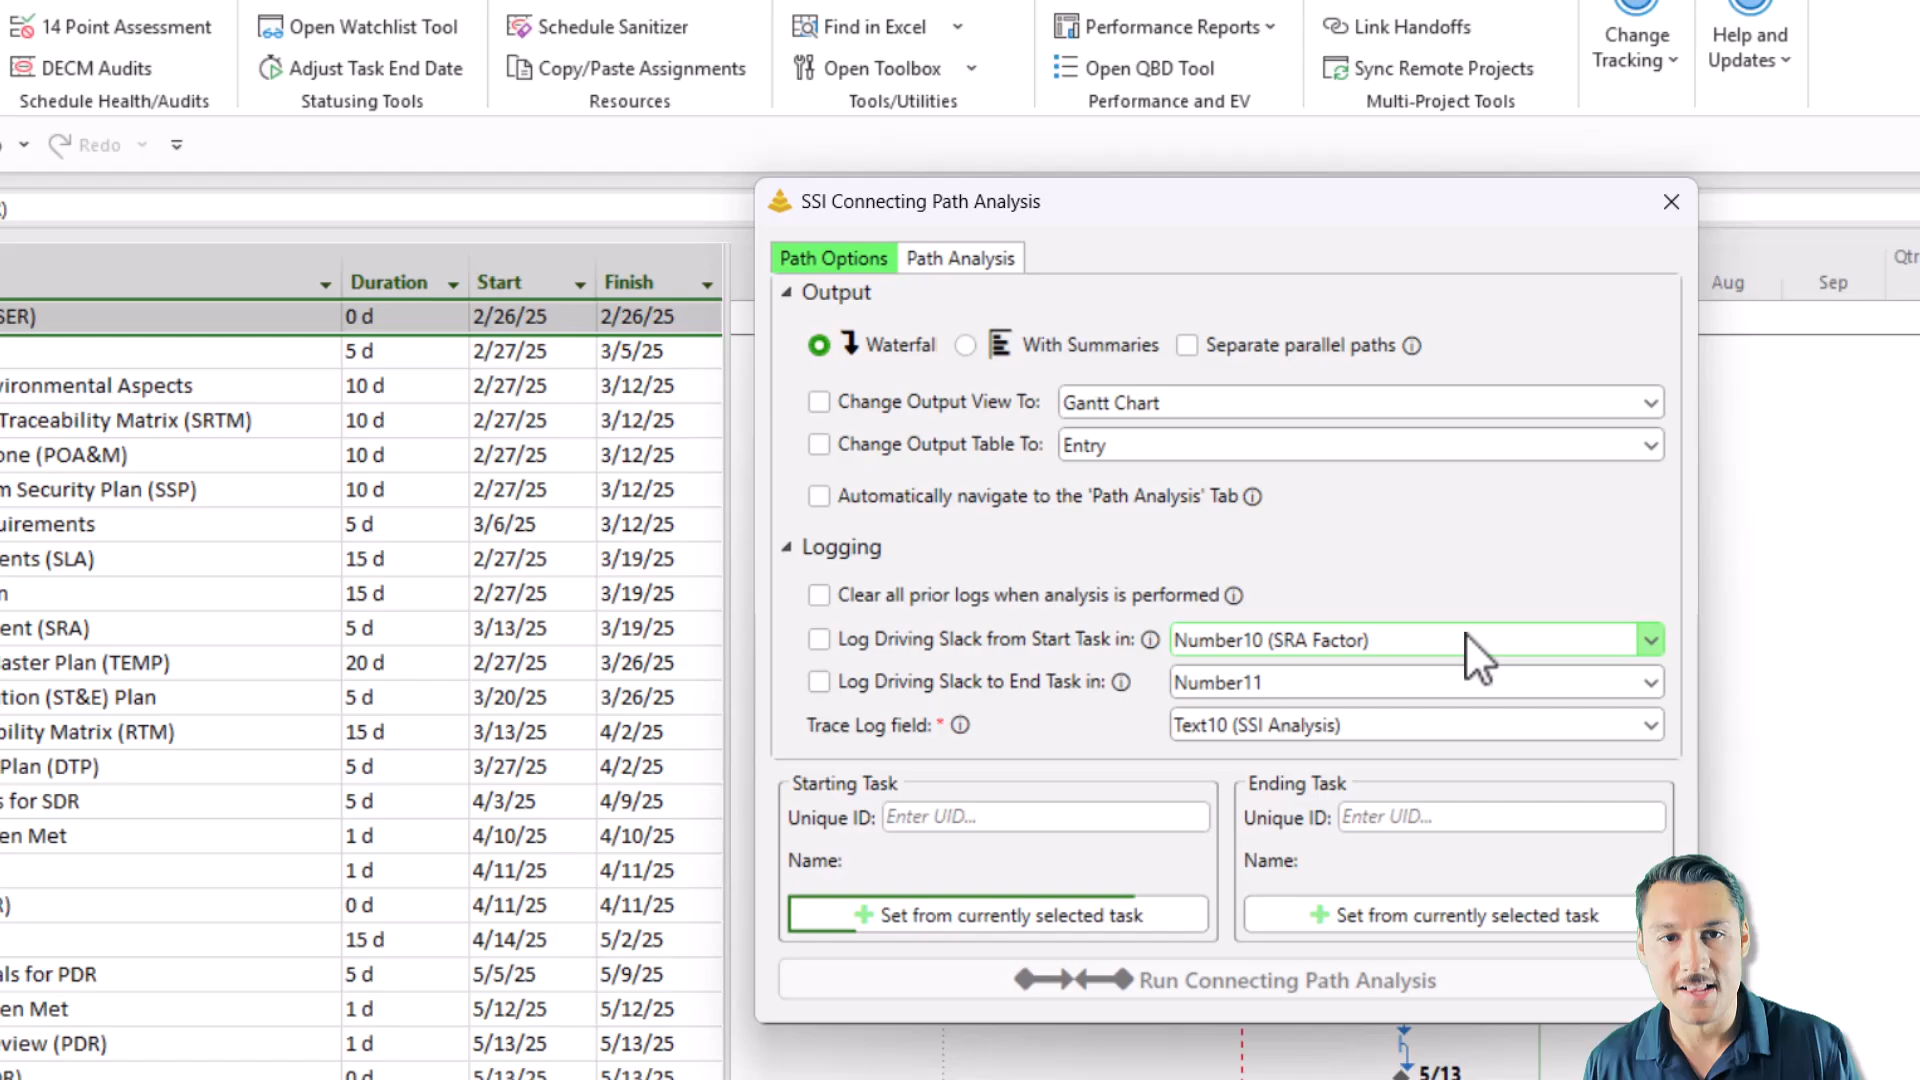 14 Point Assessment
DECM Audits
Schedule Health/Audits
Open Watchlist Tool
Adjust Task End Date
Statusing Tools
Schedule Sanitizer
Copy/Paste Assignments
Resources
Find in Excel
Open Toolbox
Tools/Utilities
Performance Reports
Open QBD Tool
Performance and EV
Link Handoffs
Sync Remote Projects
Multi-Project Tools
Change
Tracking
Help and
Updates
Redo
Duration Start Finish
SER) 0 d 2/26/25 2/26/25
5 d 2/27/25 3/5/25
vironmental Aspects 10 d 2/27/25 3/12/25
Traceability Matrix (SRTM) 10 d 2/27/25 3/12/25
one (POA&M) 10 d 2/27/25 3/12/25
m Security Plan (SSP) 10 d 2/27/25 3/12/25
uirements 5 d 3/6/25 3/12/25
ents (SLA) 15 d 2/27/25 3/19/25
n 15 d 2/27/25 3/19/25
ent (SRA) 5 d 3/13/25 3/19/25
aster Plan (TEMP) 20 d 2/27/25 3/26/25
tion (ST&E) Plan 5 d 3/20/25 3/26/25
bility Matrix (RTM) 15 d 3/13/25 4/2/25
Plan (DTP) 5 d 3/27/25 4/2/25
s for SDR 5 d 4/3/25 4/9/25
en Met 1 d 4/10/25 4/10/25
1 d 4/11/25 4/11/25
R) 0 d 4/11/25 4/11/25
15 d 4/14/25 5/2/25
als for PDR 5 d 5/5/25 5/9/25
en Met 1 d 5/12/25 5/12/25
view (PDR) 1 d 5/13/25 5/13/25
0 d 5/13/25 5/13/25
SSI Connecting Path Analysis
Path Options Path Analysis
Output
Waterfal With Summaries Separate parallel paths
Change Output View To: Gantt Chart
Change Output Table To: Entry
Automatically navigate to the 'Path Analysis' Tab
Logging
Clear all prior logs when analysis is performed
Log Driving Slack from Start Task in: Number10 (SRA Factor)
Log Driving Slack to End Task in: Number11
Trace Log field: * Text10 (SSI Analysis)
Starting Task
Unique ID: Enter UID...
Name:
Set from currently selected task
Ending Task
Unique ID: Enter UID...
Name:
Set from currently selected task
Run Connecting Path Analysis
Qtr
Aug Sep
5/13